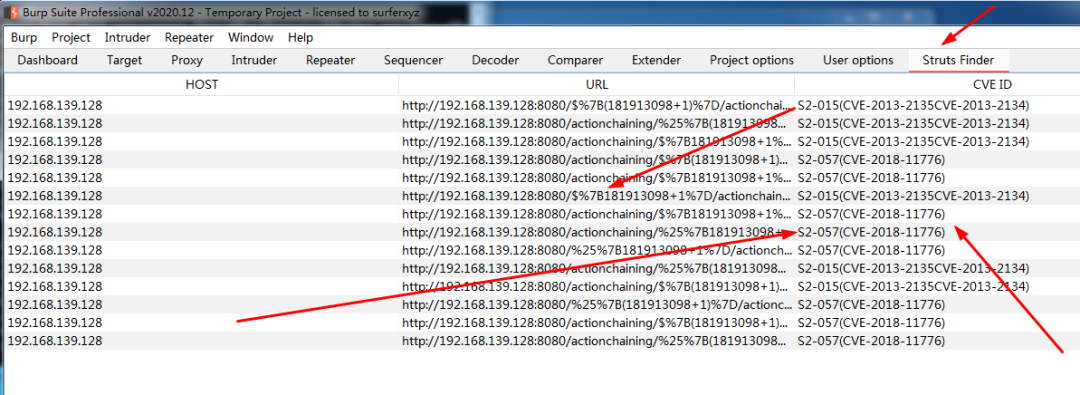 Burp Suite Professional v2020.12 - Temporary Project - licensed to surferxyz
Burp Project Intruder Repeater Window Help
Dashboard Target Proxy Intruder Repeater Sequencer Decoder Comparer Extender Project options User options Struts Finder
HOST URL CVE ID
192.168.139.128 http://192.168.139.128:8080/$%7B(181913098+1)%7D/actionchai... S2-015(CVE-2013-2135CVE-2013-2134)
192.168.139.128 http://192.168.139.128:8080/actionchaining/%25%7B(181913098... S2-015(CVE-2013-2135CVE-2013-2134)
192.168.139.128 http://192.168.139.128:8080/actionchaining/$%7B181913098+1%... S2-015(CVE-2013-2135CVE-2013-2134)
192.168.139.128 http://192.168.139.128:8080/actionchaining/$%7B(181913098+1)... S2-057(CVE-2018-11776)
192.168.139.128 http://192.168.139.128:8080/actionchaining/$%7B181913098+1%... S2-057(CVE-2018-11776)
192.168.139.128 http://192.168.139.128:8080/$%7B181913098+1%7D/actionchain... S2-015(CVE-2013-2135CVE-2013-2134)
192.168.139.128 http://192.168.139.128:8080/actionchaining/$%7B181913098+1%... S2-057(CVE-2018-11776)
192.168.139.128 http://192.168.139.128:8080/actionchaining/%25%7B181913098+... S2-057(CVE-2018-11776)
192.168.139.128 http://192.168.139.128:8080/%25%7B181913098+1%7D/actionch... S2-057(CVE-2018-11776)
192.168.139.128 http://192.168.139.128:8080/actionchaining/%25%7B(181913098... S2-015(CVE-2013-2135CVE-2013-2134)
192.168.139.128 http://192.168.139.128:8080/actionchaining/$%7B(181913098+1)... S2-015(CVE-2013-2135CVE-2013-2134)
192.168.139.128 http://192.168.139.128:8080/%25%7B(181913098+1)%7D/actionc... S2-057(CVE-2018-11776)
192.168.139.128 http://192.168.139.128:8080/actionchaining/$%7B(181913098+1)... S2-057(CVE-2018-11776)
192.168.139.128 http://192.168.139.128:8080/actionchaining/%25%7B(181913098... S2-057(CVE-2018-11776)